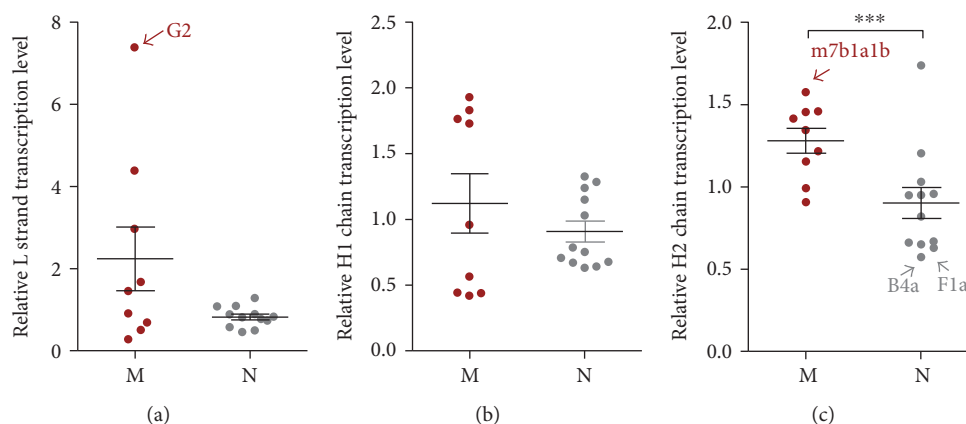 Relative L strand transcription level
8
6
4
2
0
G2
M
N
(a)
Relative H1 chain transcription level
2.5
2.0
1.5
1.0
0.5
0.0
M
N
(b)
Relative H2 chain transcription level
2.0
1.5
1.0
0.5
0.0
***
m7b1a1b
B4a
F1a
M
N
(c)